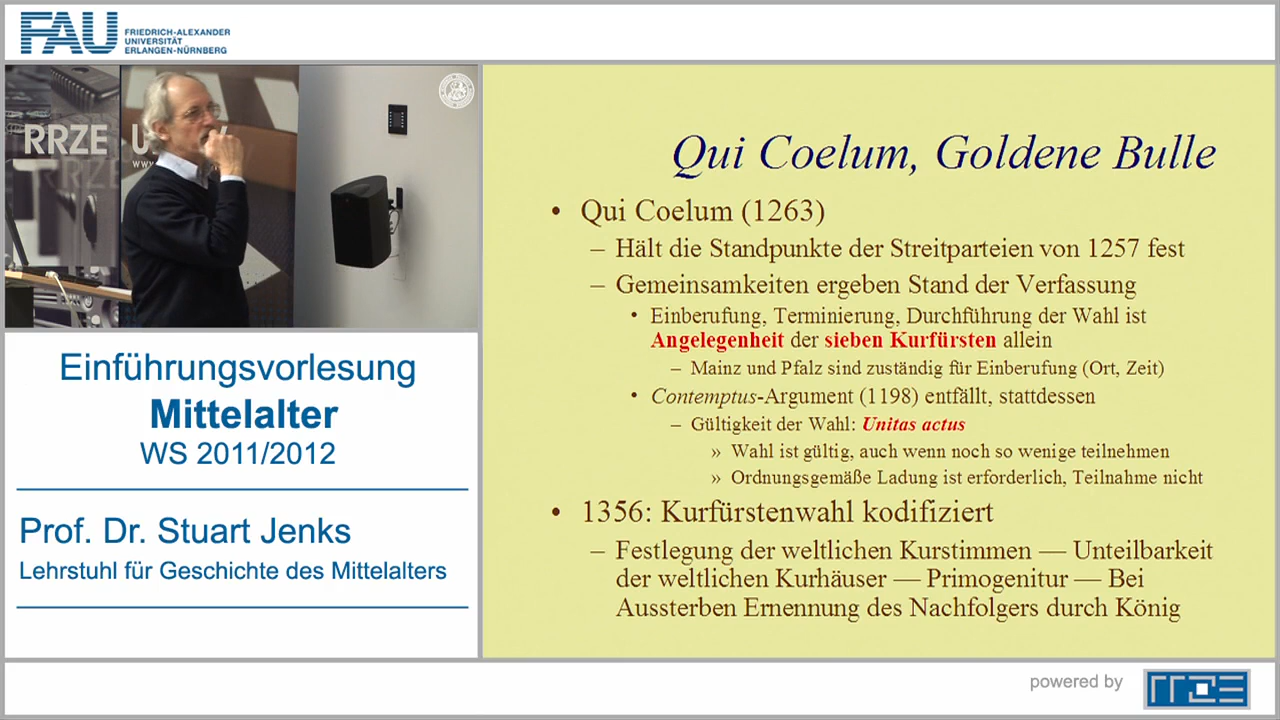 FAU FRIEDRICH-ALEXANDER
UNIVERSITÄT
ERLANGEN-NÜRNBERG
RRZE
www.
Einführungsvorlesung
Mittelalter
WS 2011/2012
Prof. Dr. Stuart Jenks
Lehrstuhl für Geschichte des Mittelalters
Qui Coelum, Goldene Bulle
• Qui Coelum (1263)
– Hält die Standpunkte der Streitparteien von 1257 fest
– Gemeinsamkeiten ergeben Stand der Verfassung
• Einberufung, Terminierung, Durchführung der Wahl ist
Angelegenheit der sieben Kurfürsten allein
– Mainz und Pfalz sind zuständig für Einberufung (Ort, Zeit)
• Contemptus-Argument (1198) entfällt, stattdessen
– Gültigkeit der Wahl: Unitas actus
» Wahl ist gültig, auch wenn noch so wenige teilnehmen
» Ordnungsgemäße Ladung ist erforderlich, Teilnahme nicht
• 1356: Kurfürstenwahl kodifiziert
– Festlegung der weltlichen Kurstimmen — Unteilbarkeit
der weltlichen Kurhäuser — Primogenitur — Bei
Aussterben Ernennung des Nachfolgers durch König
powered by
rrze